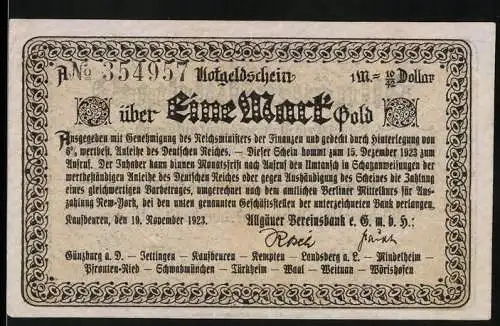 A No 354957 Notgeldschein 1 M. = 10/42 Dollar
über Eine Mark Gold
Ausgegeben mit Genehmigung des Reichsministers der Finanzen und gedeckt durch Hinterlegung von
6% wertbest. Anleihe des Deutschen Reiches. — Dieser Schein kommt zum 15. Dezember 1923 zum
Aufruf. Der Inhaber kann binnen Monatsfrist nach Aufruf den Umtausch in Schatzanweisungen der
wertbeständigen Anleihe des Deutschen Reiches oder gegen Aushändigung des Scheines die Zahlung
eines gleichwertigen Papierbetrages, umgerechnet nach dem amtlichen Berliner Mittelkurs für Aus-
zahlung New-York, bei den unten genannten Geschäftsstellen der unterzeichneten Bank verlangen.
Kaufbeuren, den 19. November 1923. Allgäuer Vereinsbank e. G. m. b. H.:
Günzburg a. D. — Jettingen — Kaufbeuren — Kempten — Landsberg a. L. — Mindelheim —
Pfronten-Ried — Schwabmünchen — Türkheim — Waal — Weitnau — Wörishofen